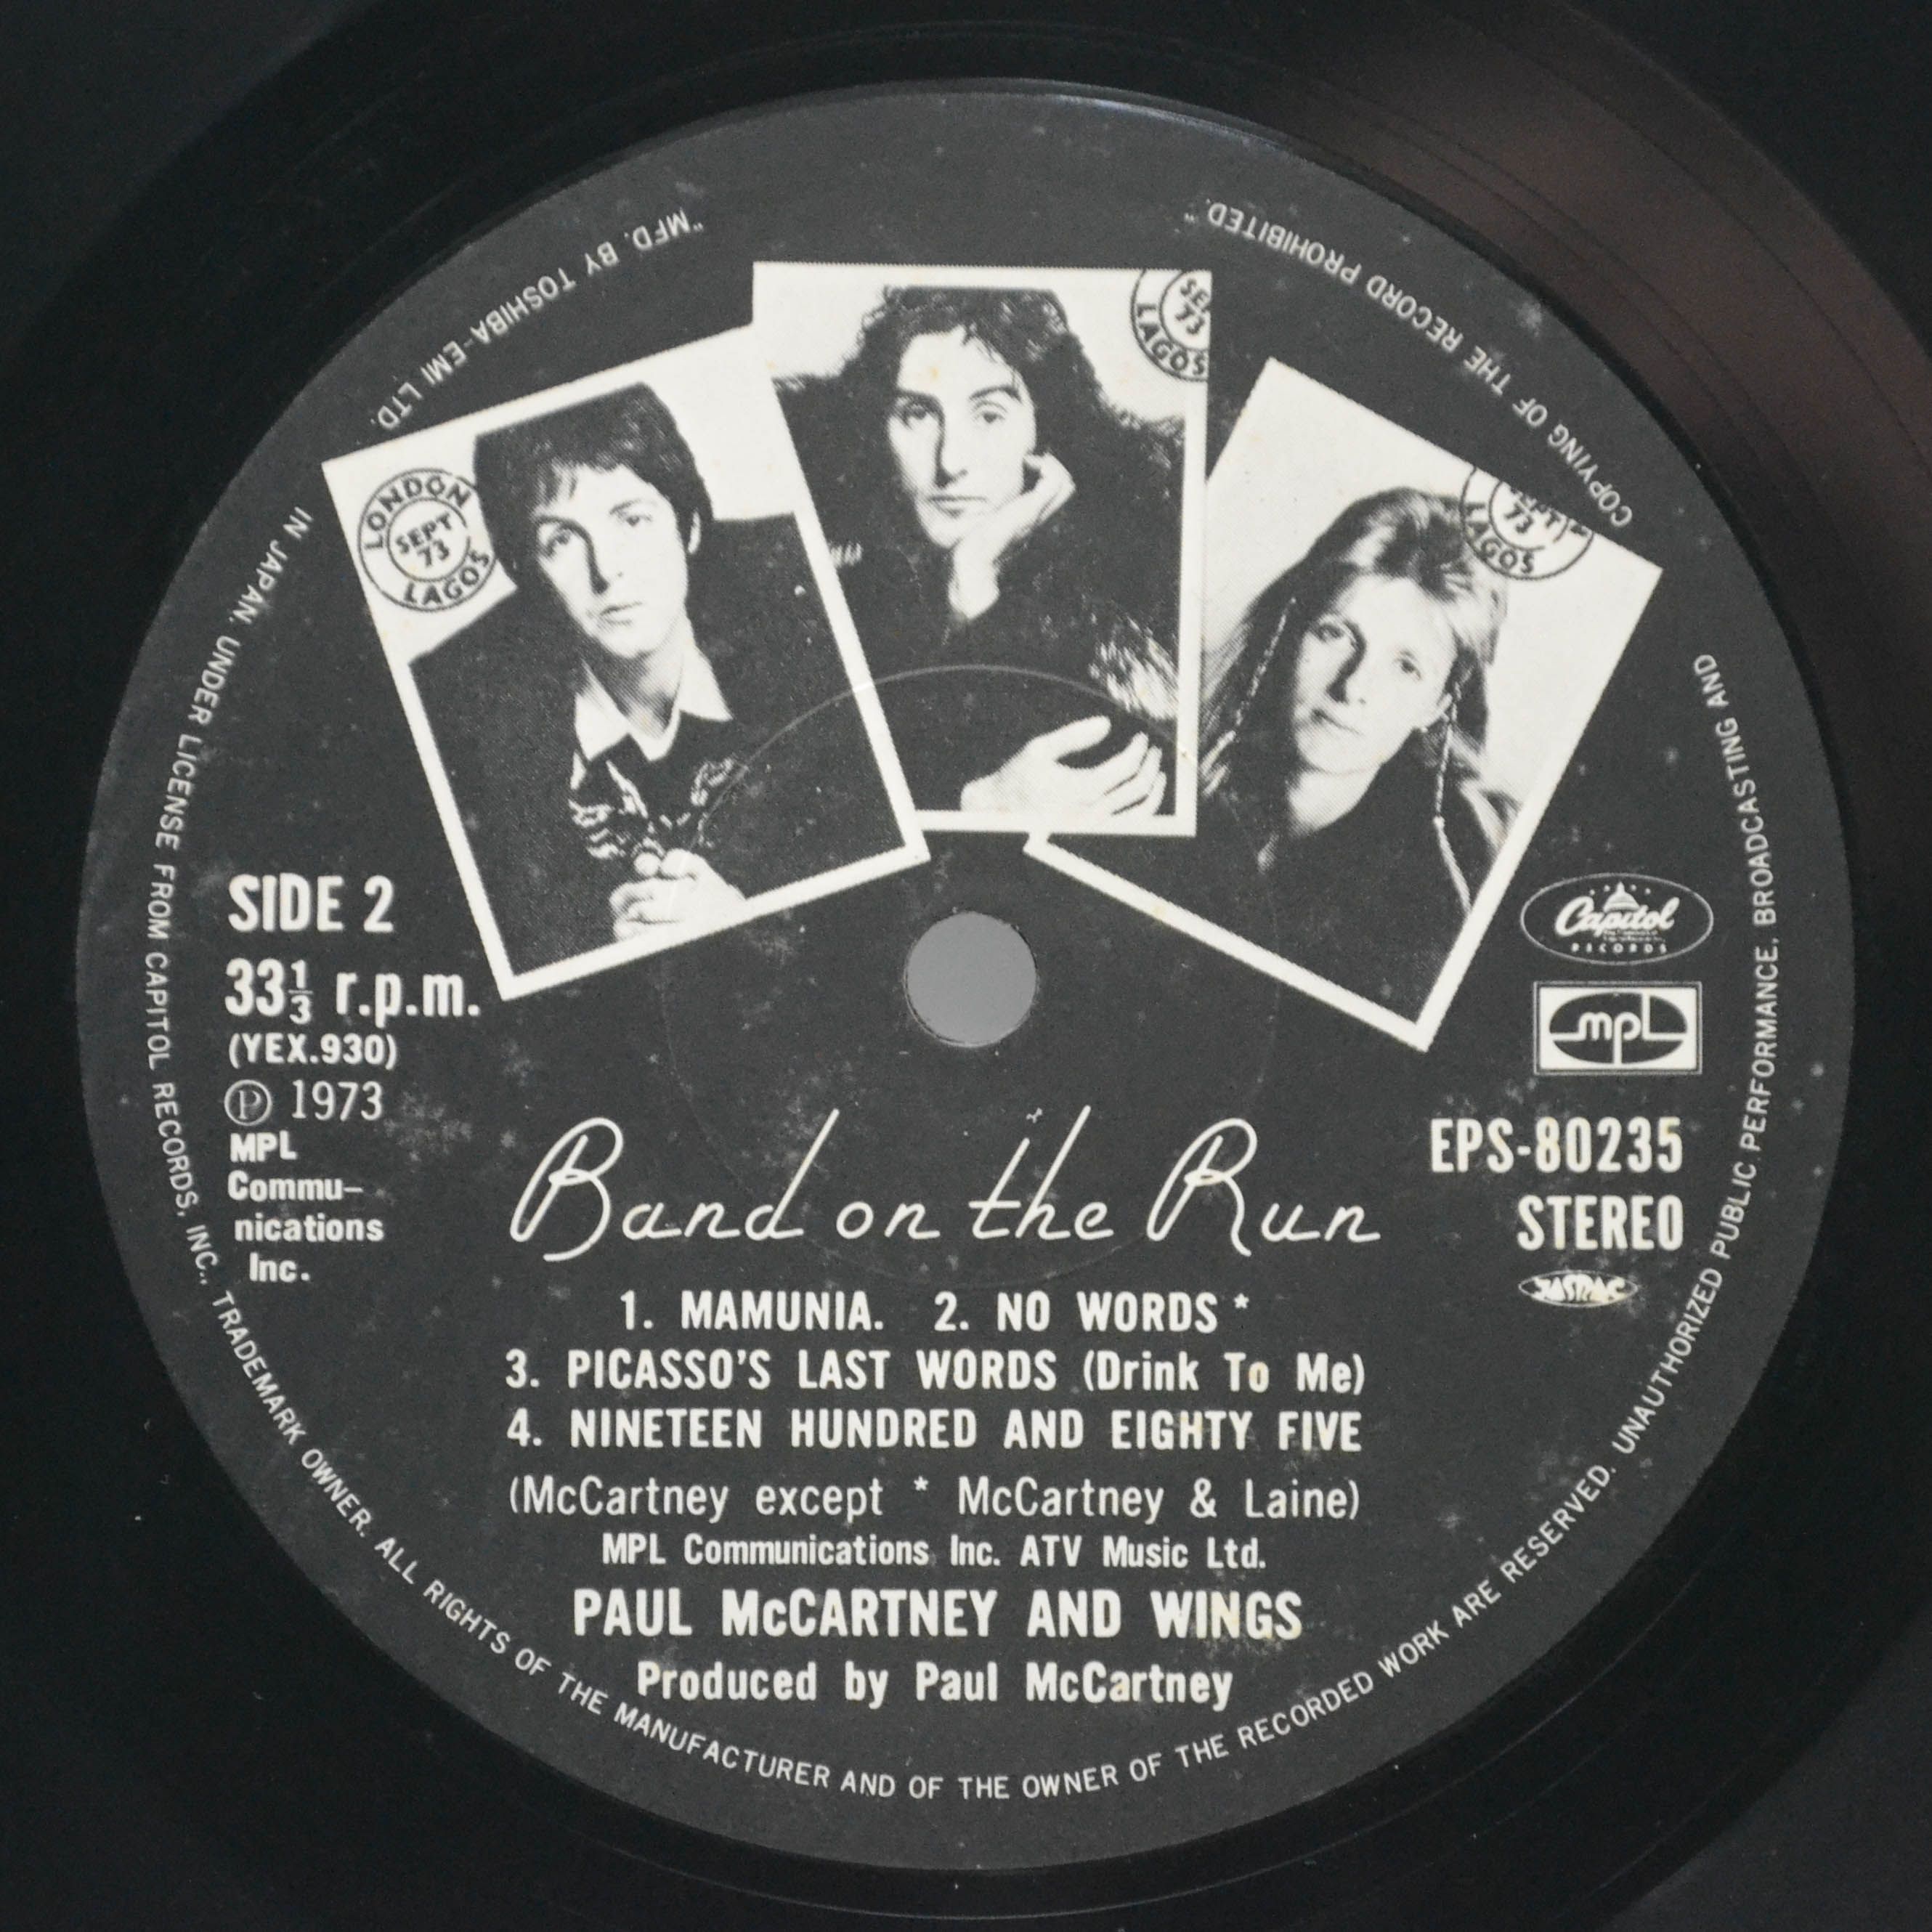 "MFD. BY TOSHIBA-EMI LTD. IN JAPAN. UNDER LICENSE FROM CAPITOL RECORDS, INC., TRADEMARK OWNER. ALL RIGHTS OF THE MANUFACTURER AND OF THE OWNER OF THE RECORDED WORK ARE RESERVED. UNAUTHORIZED PUBLIC PERFORMANCE, BROADCASTING AND COPYING OF THE RECORD PROHIBITED."
LONDON
SEPT
73
LAGOS
SE
73
LAGOS
SEPT
73
LAGOS
SIDE 2
33⅓ r.p.m.
(YEX.930)
Ⓟ 1973
MPL
Commu-
nications
Inc.
Capitol
RECORDS
mpl
EPS-80235
STEREO
JASRAC
Band on the Run
1. MAMUNIA. 2. NO WORDS *
3. PICASSO'S LAST WORDS (Drink To Me)
4. NINETEEN HUNDRED AND EIGHTY FIVE
(McCartney except * McCartney & Laine)
MPL Communications Inc. ATV Music Ltd.
PAUL McCARTNEY AND WINGS
Produced by Paul McCartney